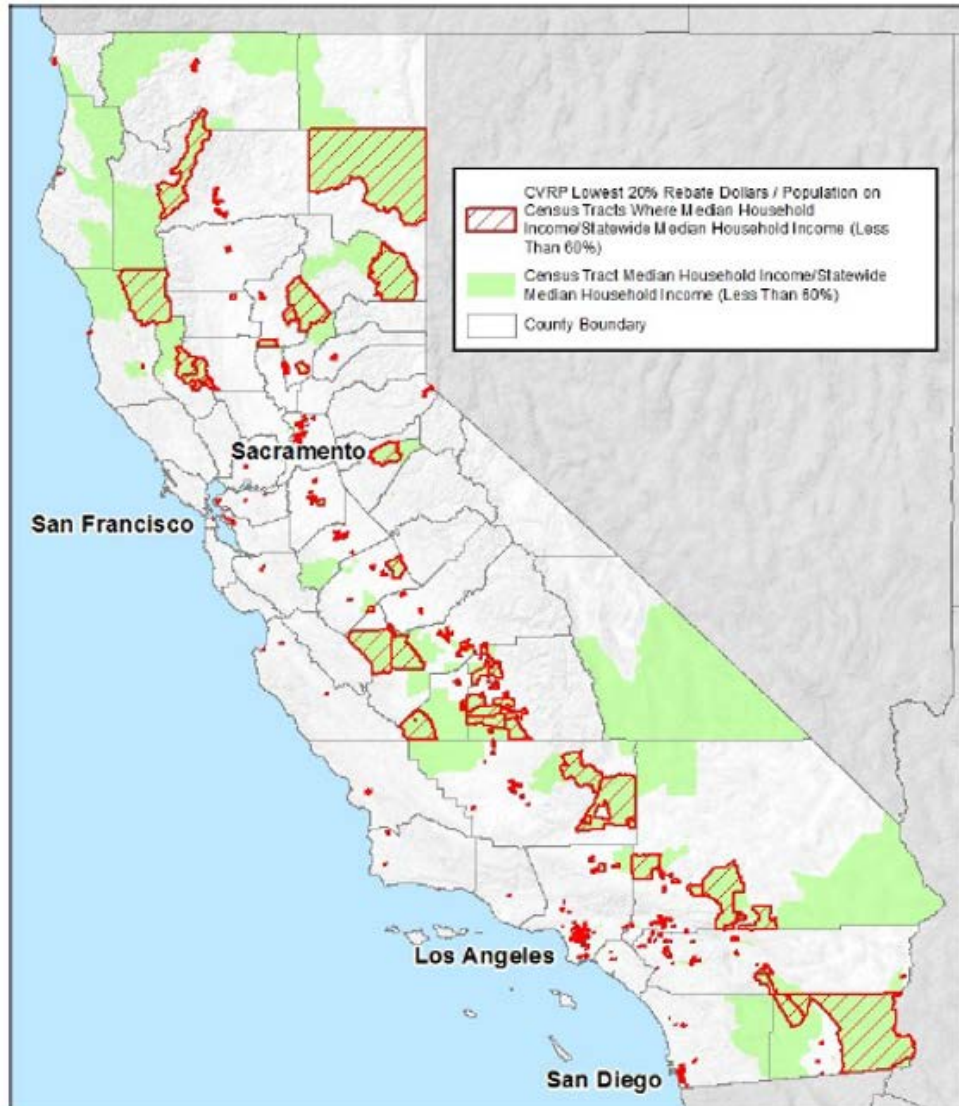 CVRP Lowest 20% Rebate Dollars / Population on
Census Tracts Where Median Household
Income/Statewide Median Household Income (Less
Than 60%)
Census Tract Median Household Income/Statewide
Median Household Income (Less Than 60%)
County Boundary
Sacramento
San Francisco
Los Angeles
San Diego